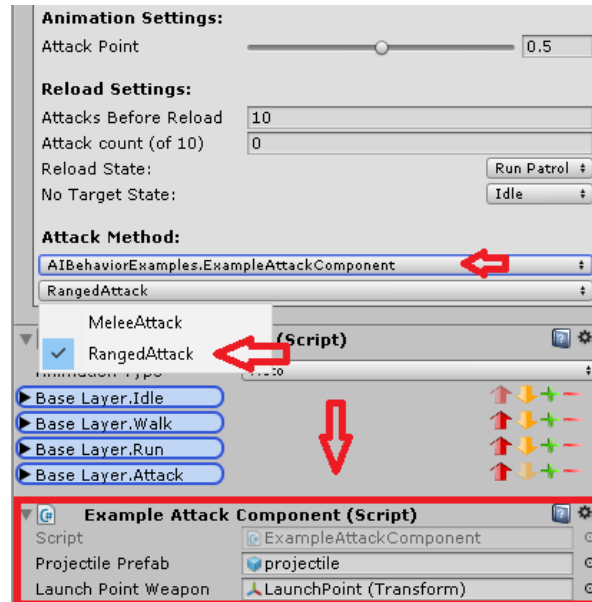 Animation Settings:
Attack Point 0.5
Reload Settings:
Attacks Before Reload 10
Attack count (of 10) 0
Reload State: Run Patrol
No Target State: Idle
Attack Method:
AIBehaviorExamples.ExampleAttackComponent
RangedAttack
MeleeAttack
(Script)
RangedAttack
Base Layer.Idle
Base Layer.Walk
Base Layer.Run
Base Layer.Attack
Example Attack Component (Script)
Script ExampleAttackComponent
Projectile Prefab projectile
Launch Point Weapon LaunchPoint (Transform)